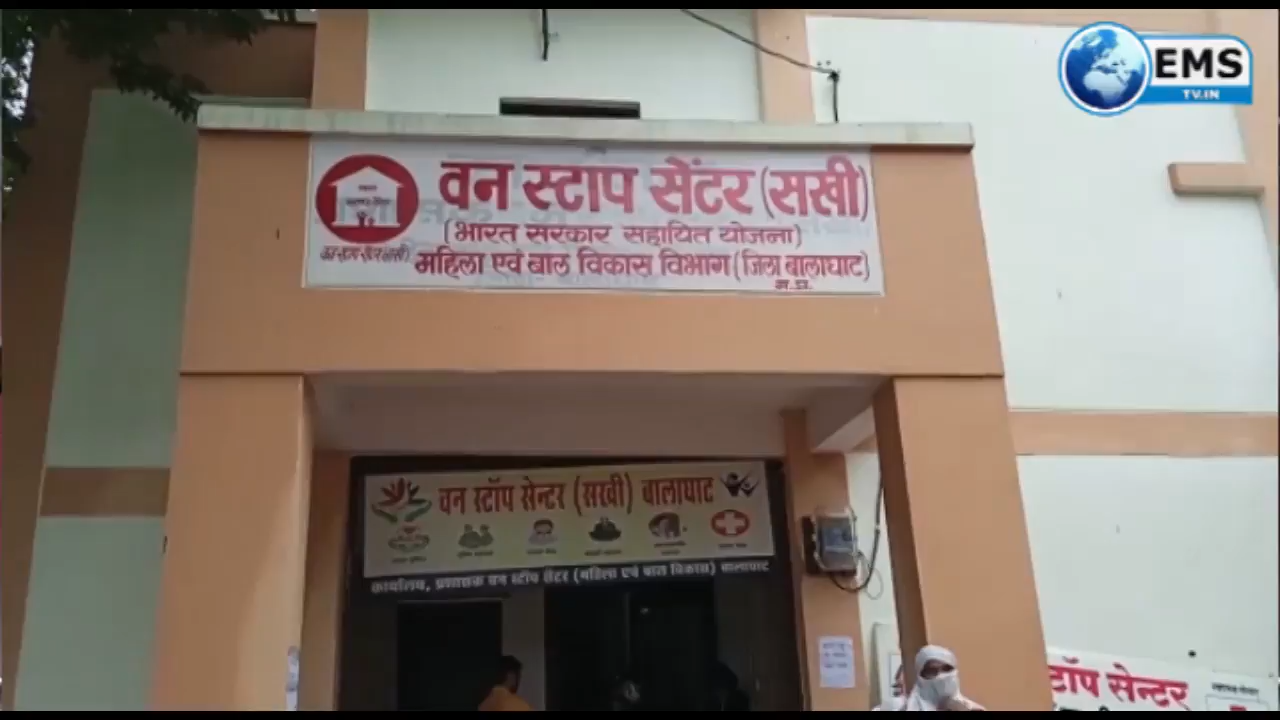 EMS
TV.IN
वन स्टाप सेंटर (सखी)
(भारत सरकार सहायित योजना)
महिला एवं बाल विकास विभाग (जिला बालाघाट)
म.प्र.
वन स्टॉप सेन्टर (सखी) बालाघाट
कार्यालय, प्रशासक वन स्टॉप सेंटर (महिला एवं बाल विकास) बालाघाट
टॉप सेन्टर